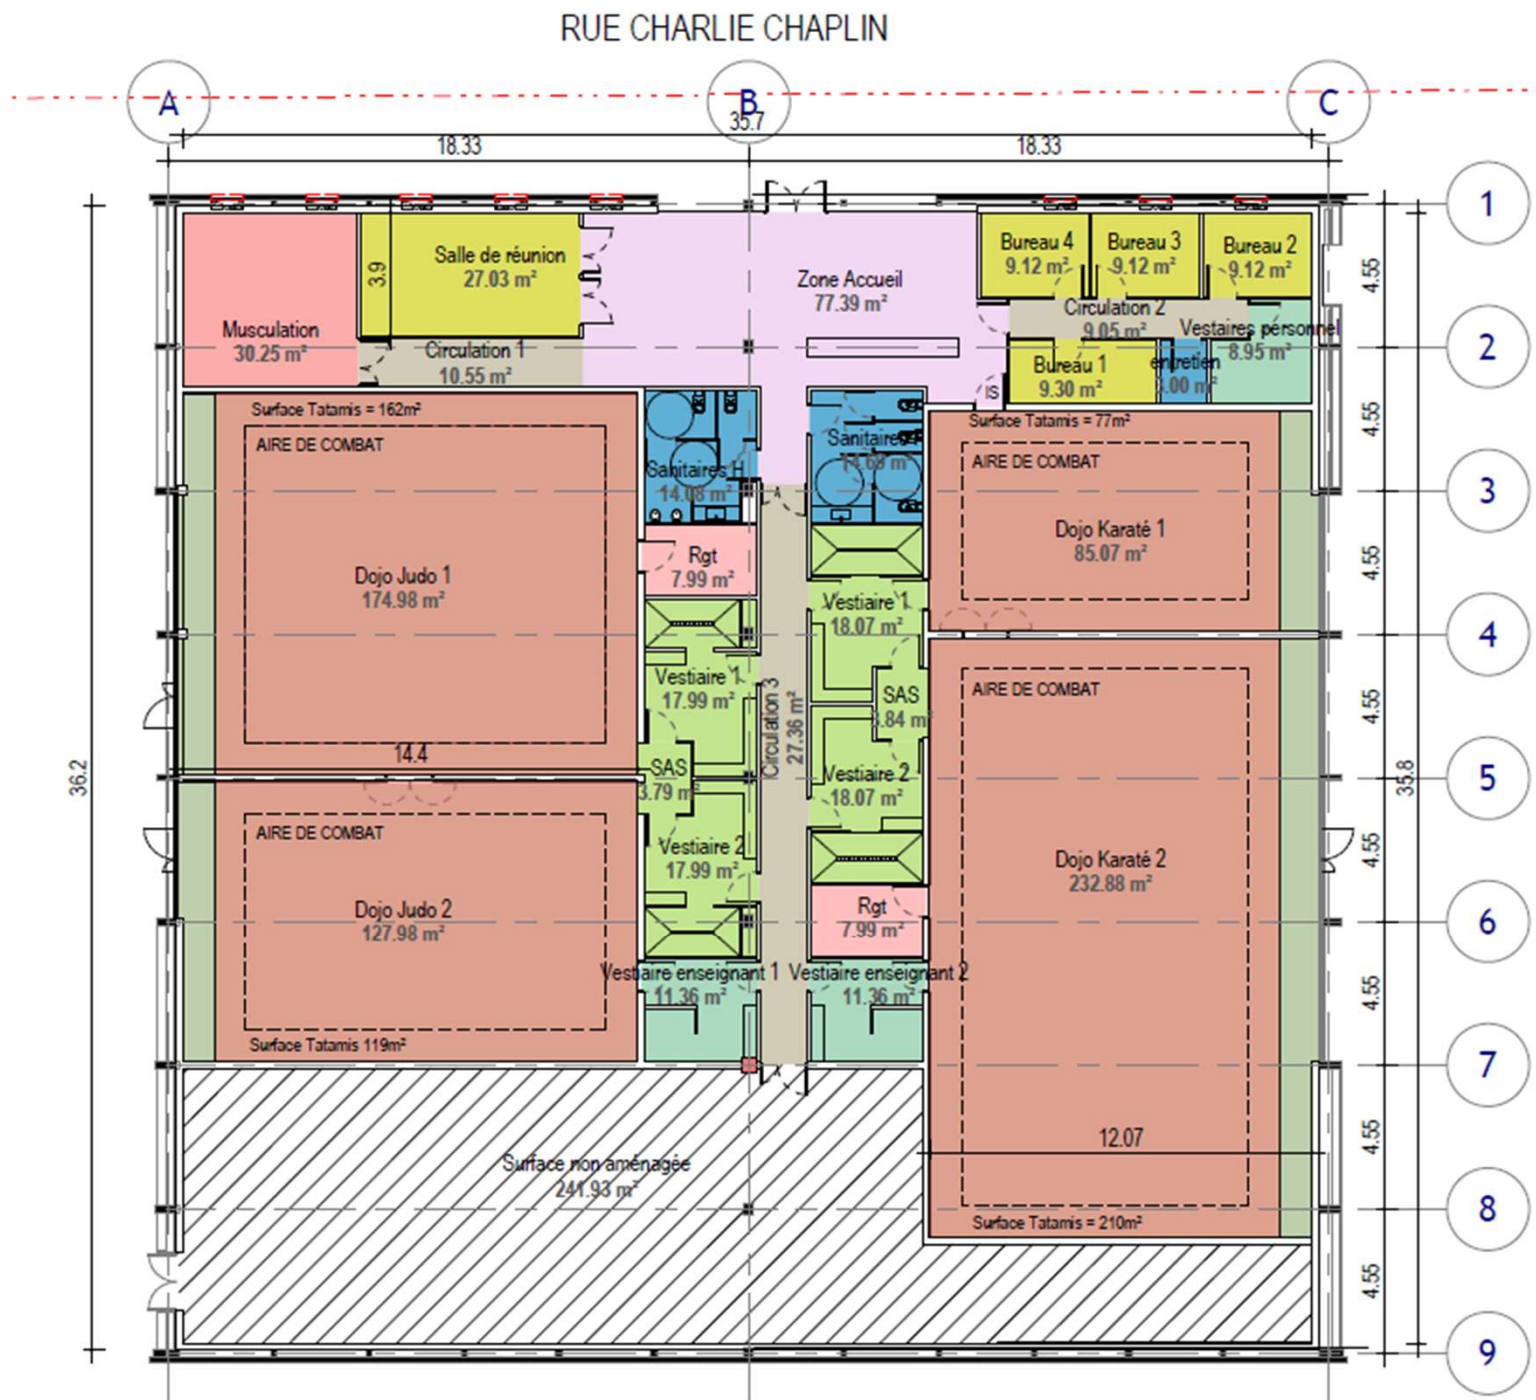 RUE CHARLIE CHAPLIN
A
B
C
35.7
18.33
18.33
1
2
3
4
5
6
7
8
9
4.55
4.55
4.55
4.55
4.55
4.55
4.55
4.55
36.2
35.8
Musculation
30.25 m²
3.9
Salle de réunion
27.03 m²
Circulation 1
10.55 m²
Zone Accueil
77.39 m²
Bureau 4
9.12 m²
Bureau 3
9.12 m²
Bureau 2
9.12 m²
Circulation 2
9.05 m²
Vestaires personnel
8.95 m²
Bureau 1
9.30 m²
entretien
3.00 m²
IS
Surface Tatamis = 162m²
AIRE DE COMBAT
Dojo Judo 1
174.98 m²
14.4
Sanitaires H
14.08 m²
Sanitaires
Rgt
7.99 m²
Vestiaire 1
17.99 m²
SAS
3.79 m²
Vestiaire 2
17.99 m²
Vestiaire enseignant 1
11.36 m²
Circulation 3
27.36 m²
Vestiaire 1
18.07 m²
SAS
3.84 m²
Vestiaire 2
18.07 m²
Rgt
7.99 m²
Vestiaire enseignant 2
11.36 m²
Surface Tatamis = 77m²
AIRE DE COMBAT
Dojo Karaté 1
85.07 m²
AIRE DE COMBAT
Dojo Karaté 2
232.88 m²
12.07
Surface Tatamis = 210m²
AIRE DE COMBAT
Dojo Judo 2
127.98 m²
Surface Tatamis 119m²
Surface non aménagée
241.93 m²